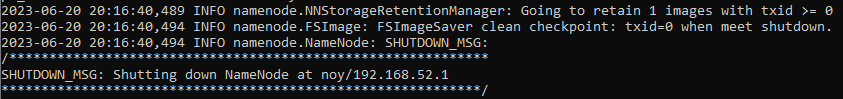 2023-06-20 20:16:40,489 INFO namenode.NNStorageRetentionManager: Going to retain 1 images with txid >= 0
2023-06-20 20:16:40,494 INFO namenode.FSImage: FSImageSaver clean checkpoint: txid=0 when meet shutdown.
2023-06-20 20:16:40,494 INFO namenode.NameNode: SHUTDOWN_MSG:
/************************************************************
SHUTDOWN_MSG: Shutting down NameNode at noy/192.168.52.1
************************************************************/